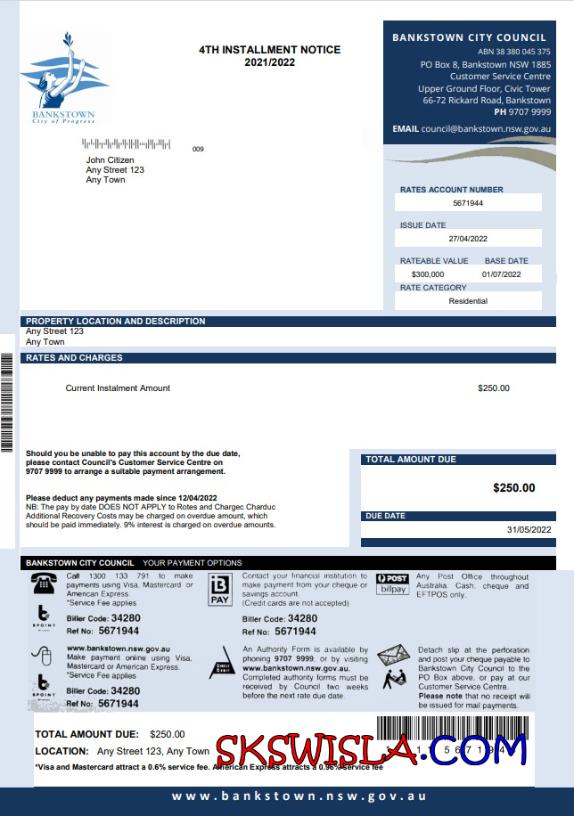 4TH INSTALLMENT NOTICE
2021/2022
BANKSTOWN
City of Progress
BANKSTOWN CITY COUNCIL
ABN 38 380 045 375
PO Box 8, Bankstown NSW 1885
Customer Service Centre
Upper Ground Floor, Civic Tower
66-72 Rickard Road, Bankstown
PH 9707 9999
EMAIL council@bankstown.nsw.gov.au
009
John Citizen
Any Street 123
Any Town
RATES ACCOUNT NUMBER
5671944
ISSUE DATE
27/04/2022
RATEABLE VALUE BASE DATE
$300,000 01/07/2022
RATE CATEGORY
Residential
PROPERTY LOCATION AND DESCRIPTION
Any Street 123
Any Town
RATES AND CHARGES
Current Instalment Amount $250.00
Should you be unable to pay this account by the due date,
please contact Council's Customer Service Centre on
9707 9999 to arrange a suitable payment arrangement.
Please deduct any payments made since 12/04/2022
NB: The pay by date DOES NOT APPLY to Rotes and Chargec Charduc
Additional Recovery Costs may be charged on overdue amount, which
should be paid immediately. 9% interest is charged on overdue amounts.
TOTAL AMOUNT DUE
$250.00
DUE DATE
31/05/2022
BANKSTOWN CITY COUNCIL YOUR PAYMENT OPTIONS
Call 1300 133 791 to make
payments using Visa, Mastercard or
American Express.
*Service Fee applies
Biller Code: 34280
Ref No: 5671944
BPOINT
B
PAY
Contact your financial institution to
make payment from your cheque or
savings account.
(Credit cards are not accepted)
Biller Code: 34280
Ref No: 5671944
POST
billpay
Any Post Office throughout
Australia. Cash, cheque and
EFTPOS only.
www.bankstown.nsw.gov.au
Make payment online using Visa,
Mastercard or American Express.
*Service Fee applies
Biller Code: 34280
Ref No: 5671944
BPOINT
An Authority Form is available by
phoning 9707 9999, or by visiting
www.bankstown.nsw.gov.au.
Completed authority forms must be
received by Council two weeks
before the next rate due date.
Detach slip at the perforation
and post your cheque payable to
Bankstown City Council to the
PO Box above, or pay at our
Customer Service Centre.
Please note that no receipt will
be issued for mail payments.
TOTAL AMOUNT DUE: $250.00
LOCATION: Any Street 123, Any Town
*Visa and Mastercard attract a 0.6% service fee. American Express attracts a 0.96% service fee
SKSWISLA.COM
www.bankstown.nsw.gov.au